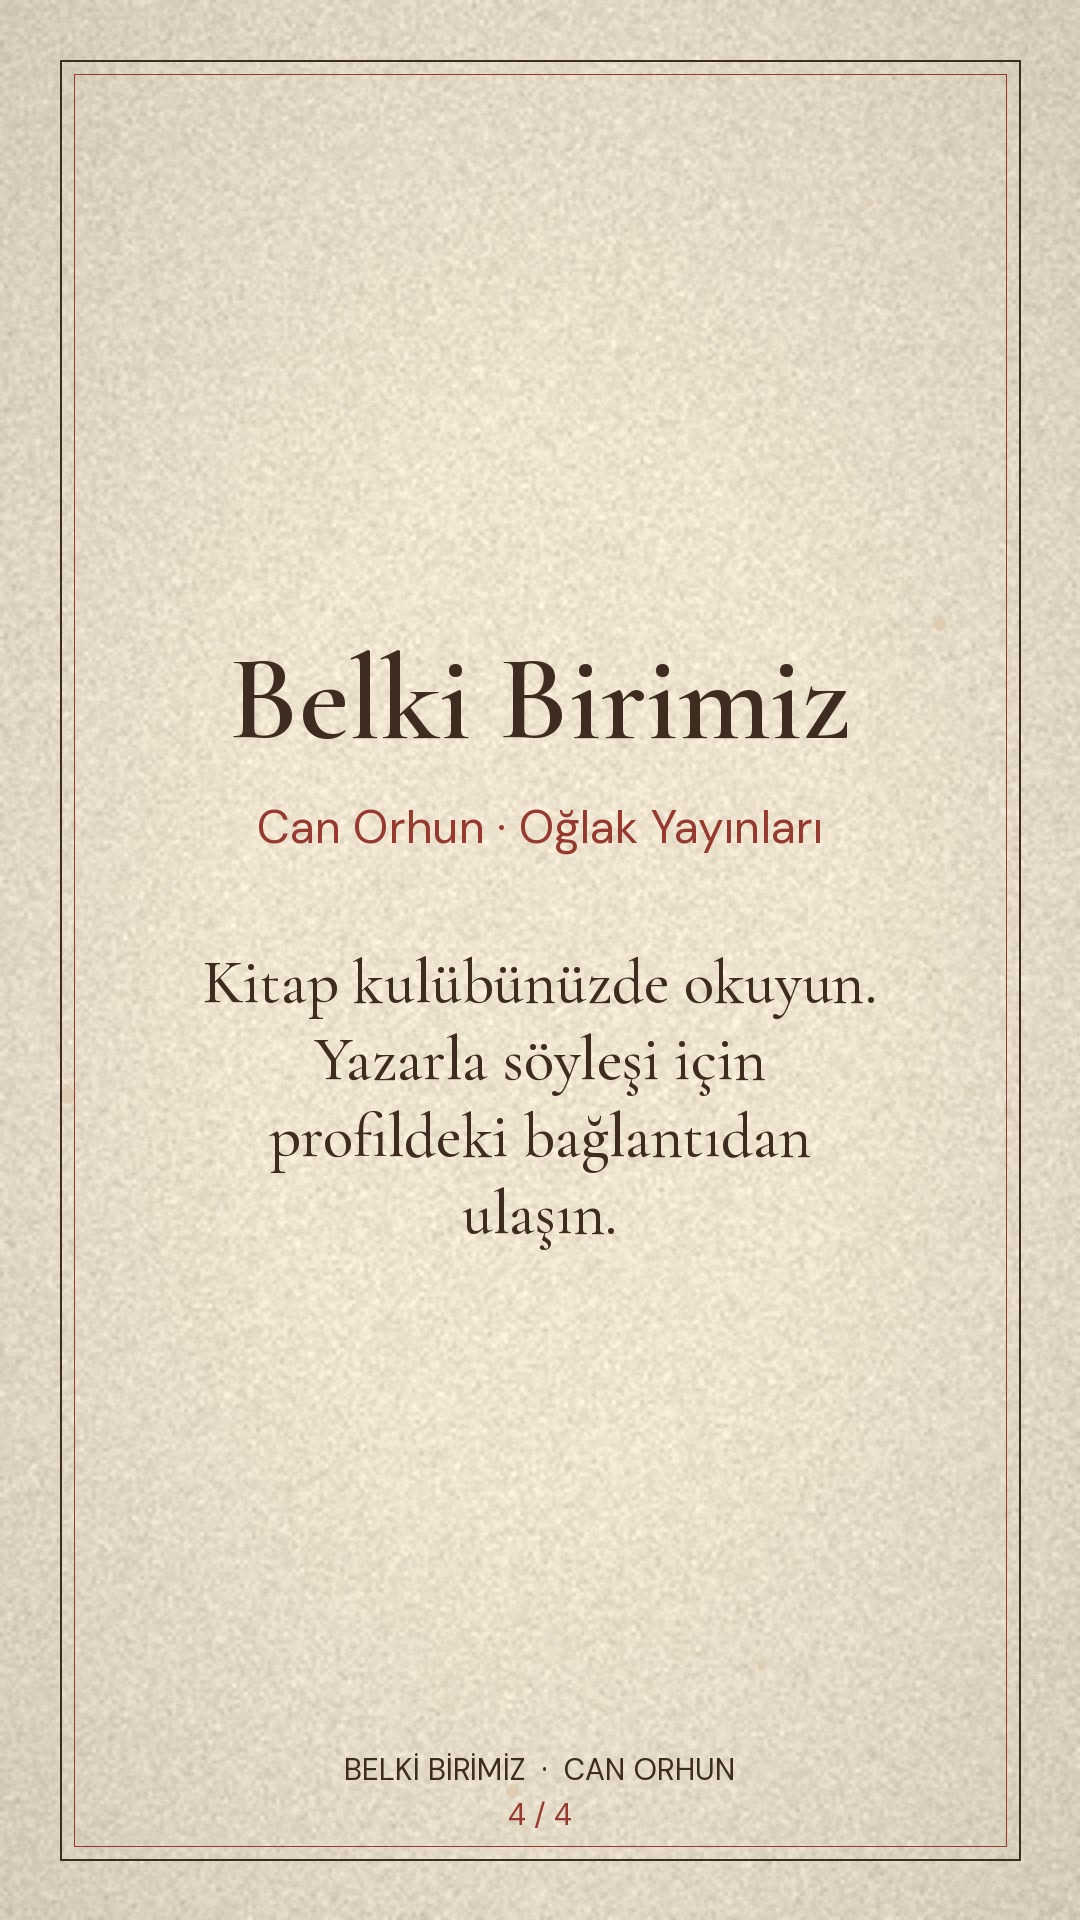 Belki Birimiz
Can Orhun · Oğlak Yayınları
Kitap kulübünüzde okuyun.
Yazarla söyleşi için
profildeki bağlantıdan
ulaşın.
BELKİ BİRİMİZ · CAN ORHUN
4 / 4